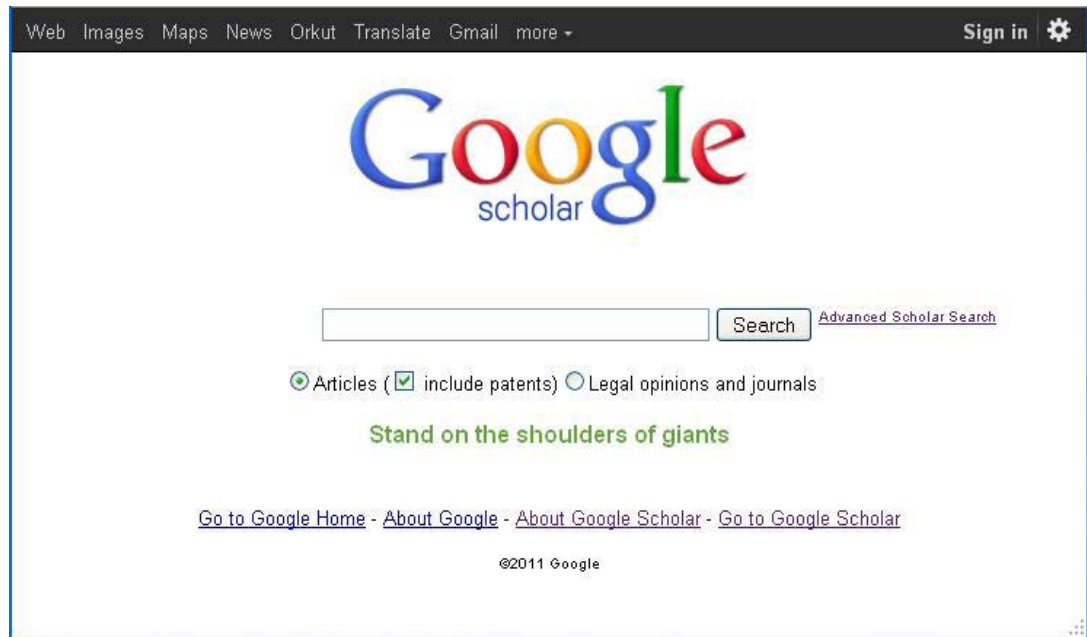 Web Images Maps News Orkut Translate Gmail more Sign in
Google
scholar
Search Advanced Scholar Search
Articles ( include patents) Legal opinions and journals
Stand on the shoulders of giants
Go to Google Home - About Google - About Google Scholar - Go to Google Scholar
©2011 Google